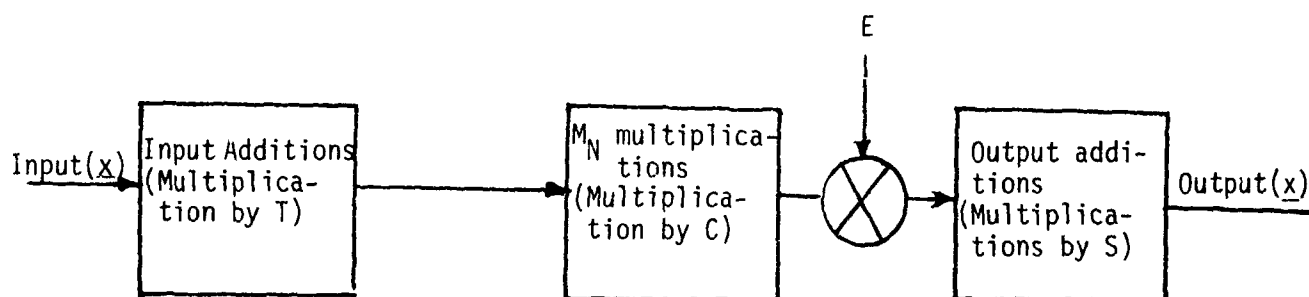 E
Input(x)
Input Additions
(Multiplica-
tion by T)
M_N multiplica-
tions
(Multiplica-
tion by C)
Output addi-
tions
(Multiplica-
tions by S)
Output(x)